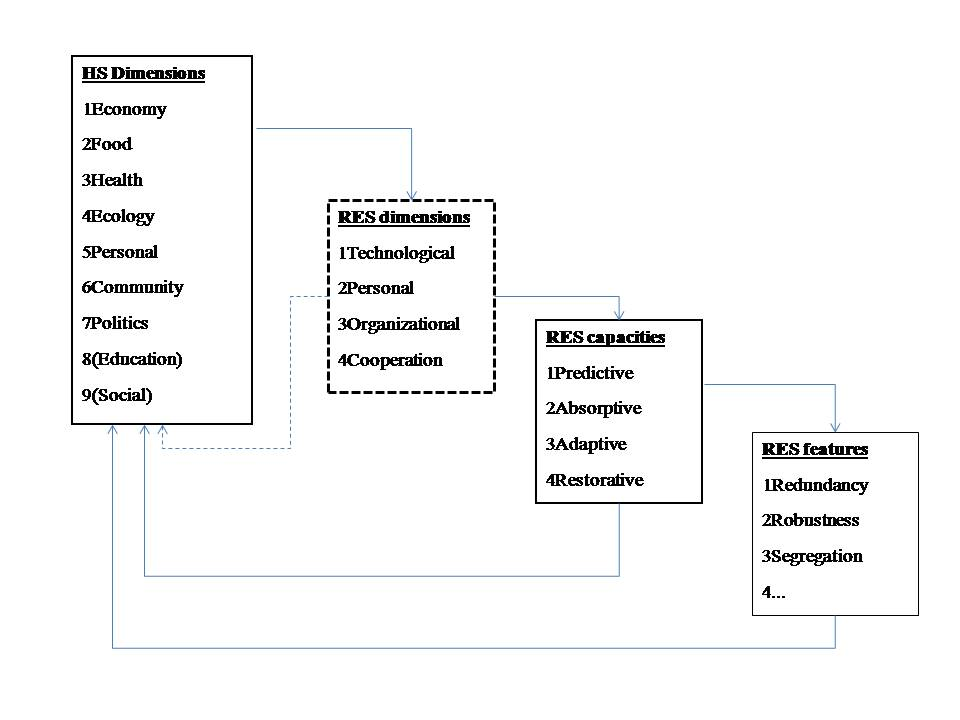 HS Dimensions
1Economy
2Food
3Health
4Ecology
5Personal
6Community
7Politics
8(Education)
9(Social)
RES dimensions
1Technological
2Personal
3Organizational
4Cooperation
RES capacities
1Predictive
2Absorptive
3Adaptive
4Restorative
RES features
1Redundancy
2Robustness
3Segregation
4...